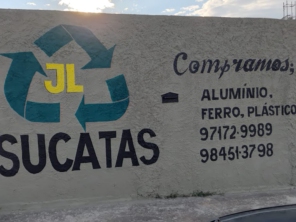 JL
SUCATAS
Compramos:
ALUMÍNIO,
FERRO, PLÁSTICO
97172-9989
98451-3798